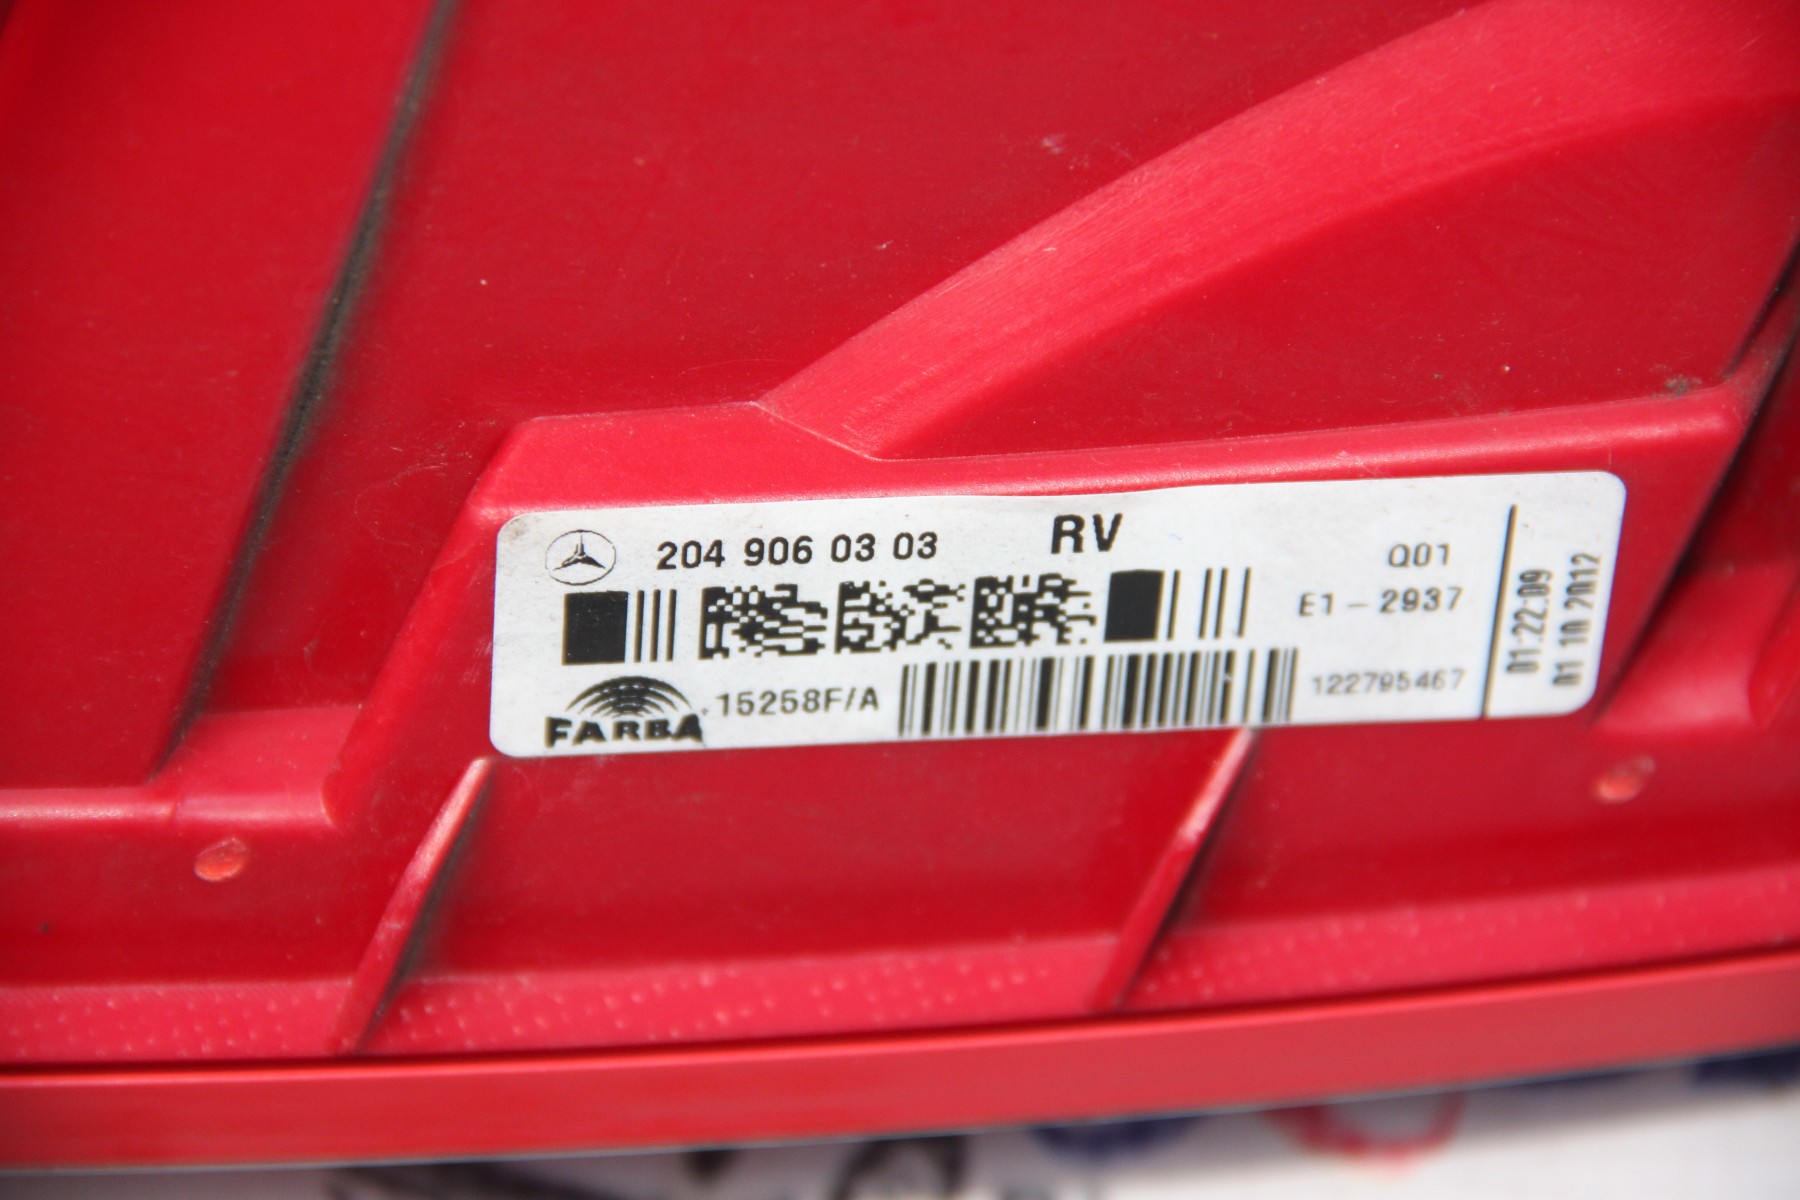 204 906 03 03 RV
Q01
E1-2937
FARBA 15258F/A
122795467
01:22:09
01 10 2012